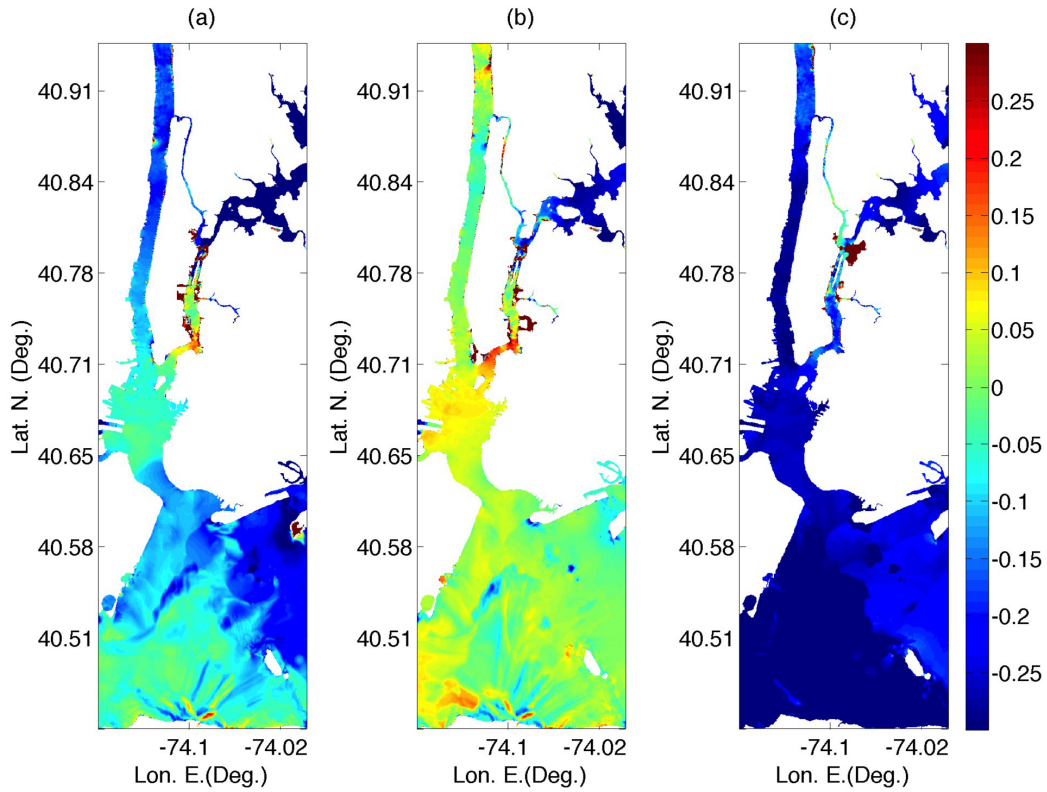 (a) (b) (c)
40.91 40.91 40.91 0.25
0.2
40.84 40.84 40.84 0.15
0.1
40.78 40.78 40.78
0.05
40.71 40.71 40.71 0
-0.05
40.65 40.65 40.65 -0.1
-0.15
40.58 40.58 40.58
-0.2
40.51 40.51 40.51 -0.25
Lat. N. (Deg.) Lat. N. (Deg.) Lat. N. (Deg.)
-74.1 -74.02 -74.1 -74.02 -74.1 -74.02
Lon. E.(Deg.) Lon. E.(Deg.) Lon. E.(Deg.)